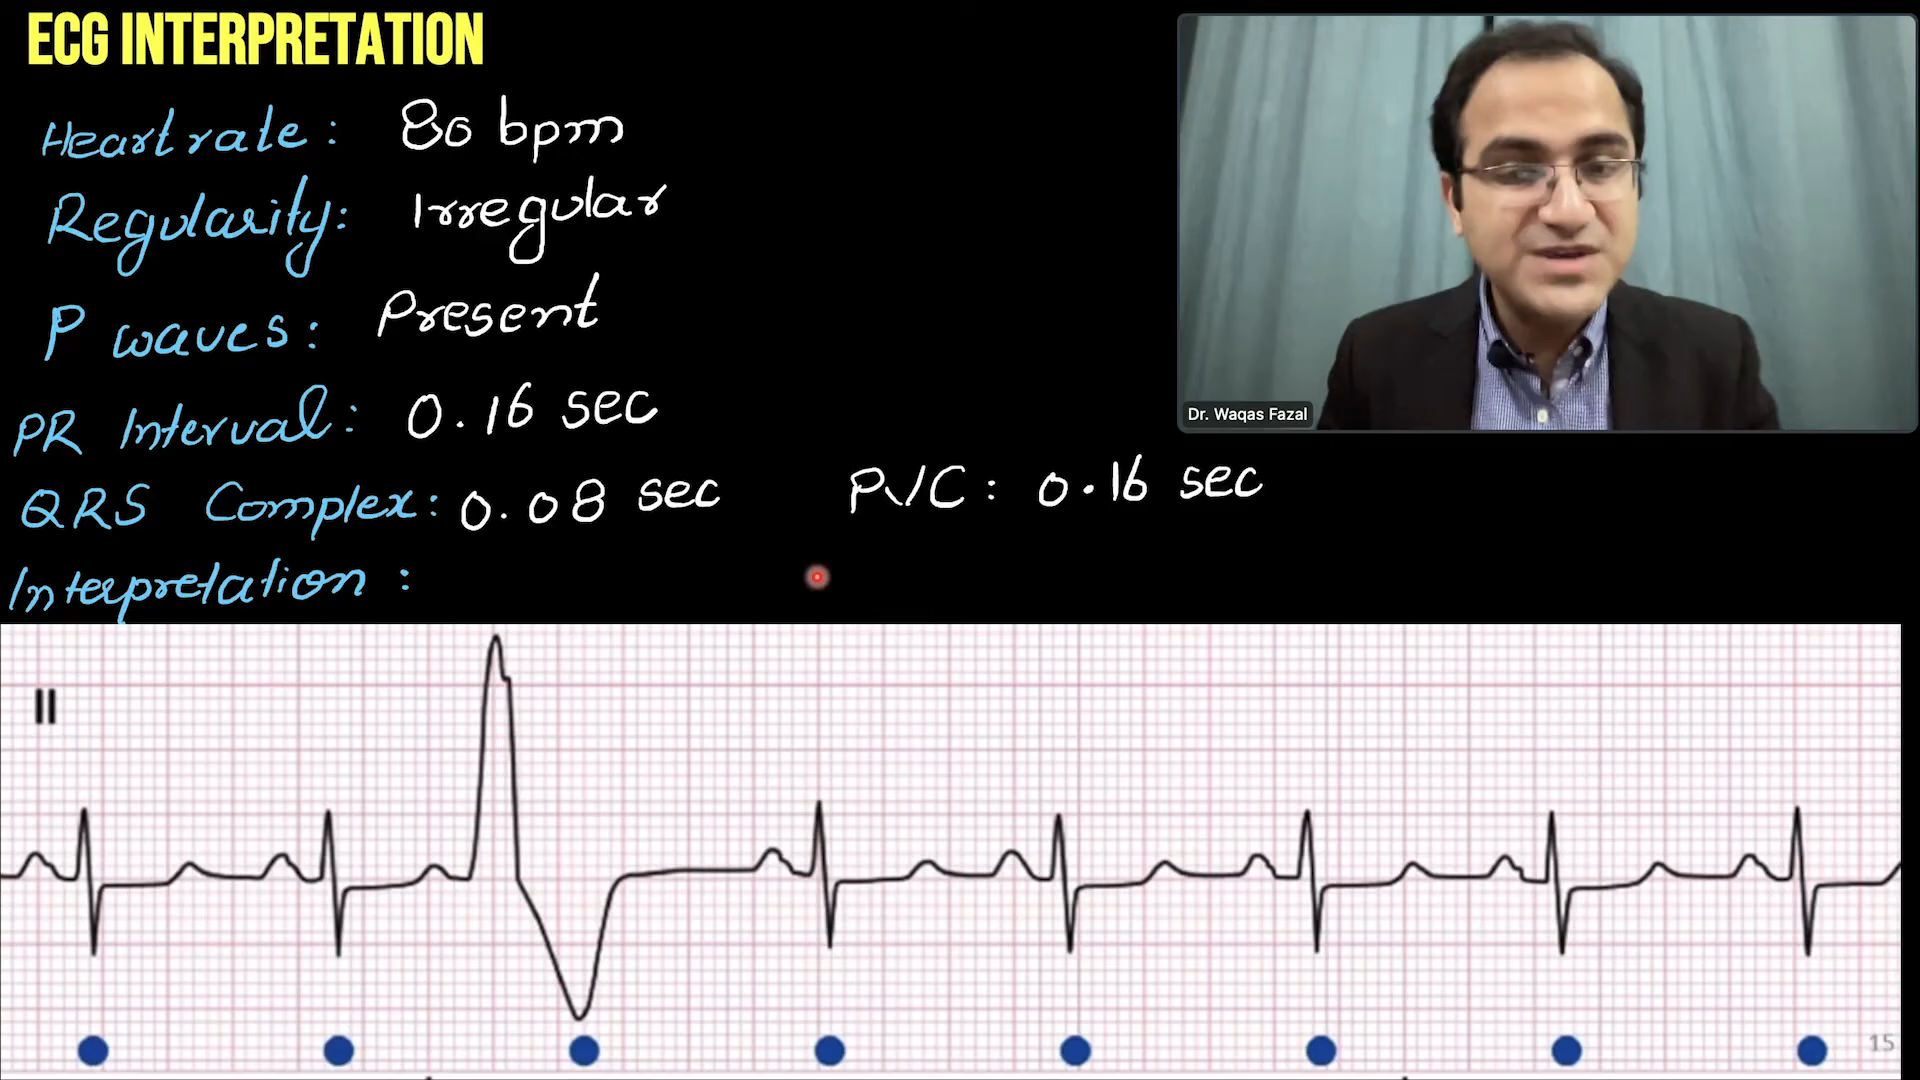 ECG INTERPRETATION
Heart rate: 80 bpm
Regularity: Irregular
P waves: Present
PR Interval: 0.16 sec
QRS Complex: 0.08 sec PVC: 0.16 sec
Interpretation:
Dr. Waqas Fazal
II
15